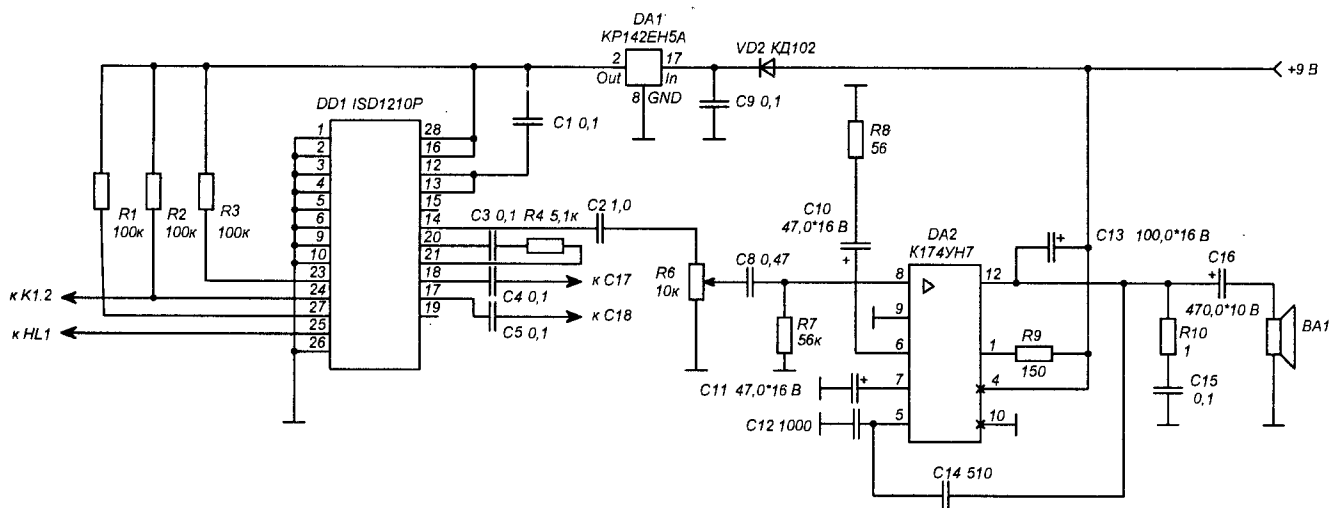 DA1
КР142ЕН5А
2
17
Out
In
8
GND
VD2 КД102
+9 В
C9 0,1
DD1 ISD1210P
C1 0,1
1
2
3
4
5
6
9
10
23
24
27
25
26
28
16
12
13
15
14
20
21
18
17
19
R1
100к
R2
100к
R3
100к
к K1.2
к HL1
C3 0,1
R4 5,1к
C2 1,0
C4 0,1
к C17
C5 0,1
к C18
R6
10к
C8 0,47
R7
56к
R8
56
C10
47,0*16 В
DA2
К174УН7
8
9
6
7
5
12
1
4
10
C11 47,0*16 В
C12 1000
C14 510
C13 100,0*16 В
R9
150
C16
470,0*10 В
R10
1
C15
0,1
BA1